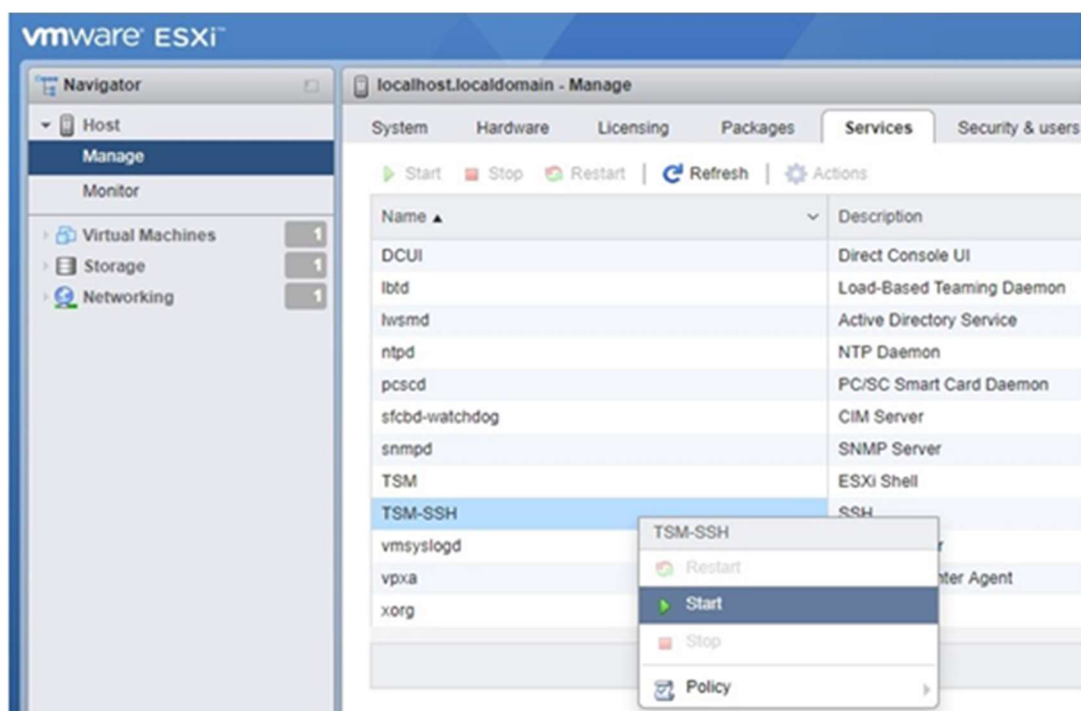 vmware ESXi™
Navigator
localhost.localdomain - Manage
Host
Manage
Monitor
Virtual Machines 1
Storage 1
Networking 1
System Hardware Licensing Packages Services Security & users
Start Stop Restart | Refresh | Actions
Name Description
DCUI Direct Console UI
lbtd Load-Based Teaming Daemon
lwsmd Active Directory Service
ntpd NTP Daemon
pcscd PC/SC Smart Card Daemon
sfcbd-watchdog CIM Server
snmpd SNMP Server
TSM ESXi Shell
TSM-SSH SSH
vmsyslogd r
vpxa nter Agent
xorg
TSM-SSH
Restart
Start
Stop
Policy